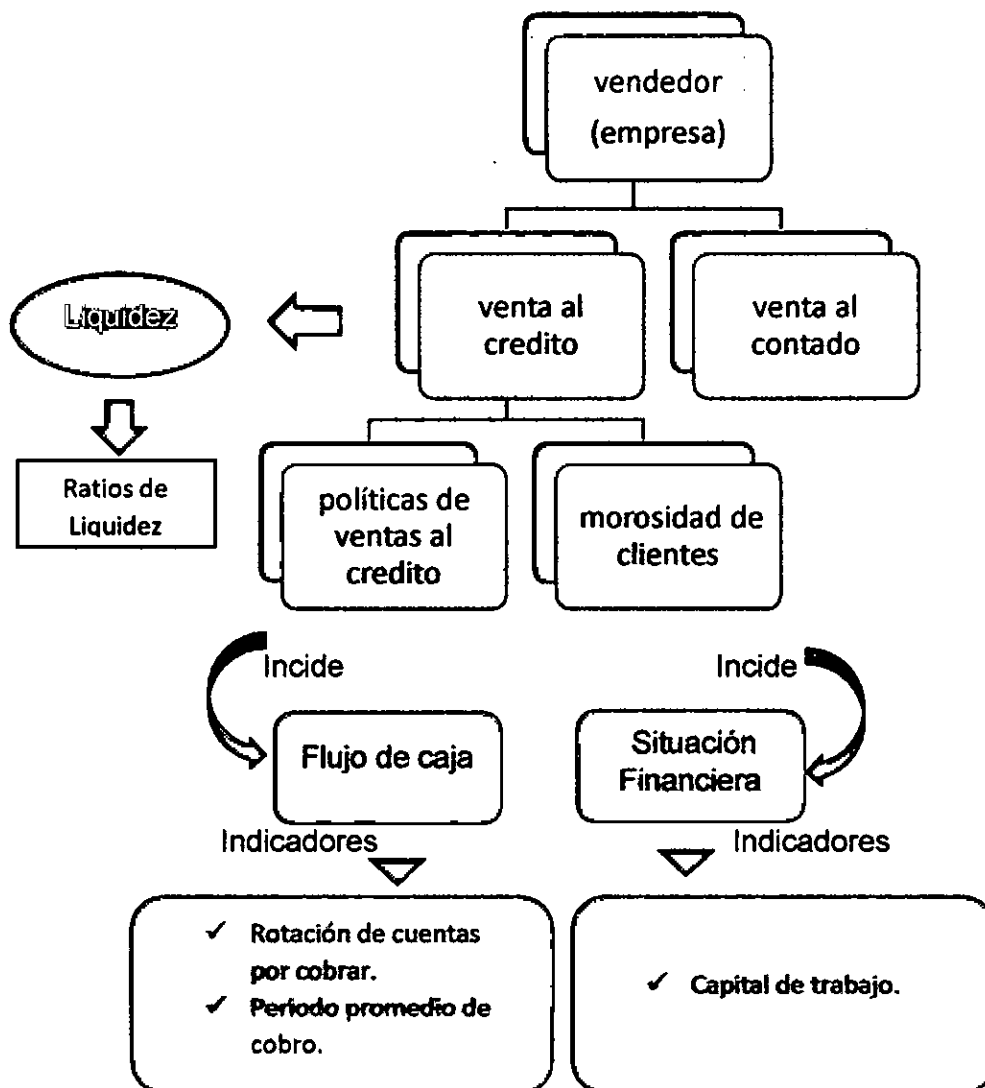 vendedor
(empresa)
venta al
credito
venta al
contado
Liquidez
Ratios de
Liquidez
políticas de
ventas al
credito
morosidad de
clientes
Incide
Incide
Flujo de caja
Situación
Financiera
Indicadores
Indicadores
✓ Rotación de cuentas
por cobrar.
✓ Periodo promedio de
cobro.
✓ Capital de trabajo.